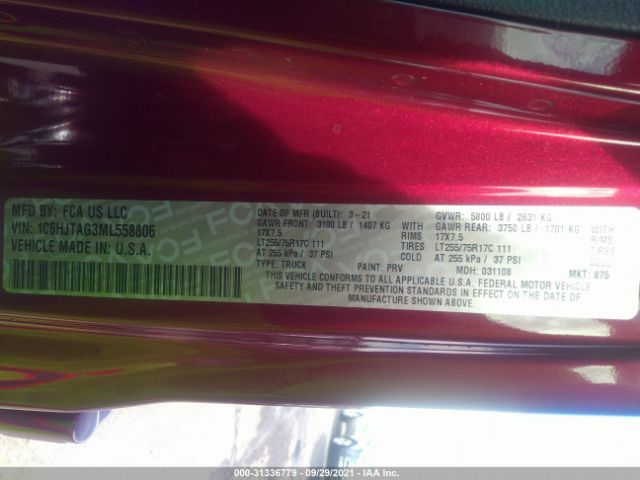 MFD BY: FCA US LLC
VIN: 1C6HJTAG3ML558806
VEHICLE MADE IN U.S.A.
DATE OF MFR (BUILT): 3-21 GVWR: 5800 LB / 2631 KG
GAWR FRONT: 3100 LB / 1407 KG WITH GAWR REAR: 3750 LB / 1701 KG WITH
17X7.5 RIMS 17X7.5 RIMS
LT255/75R17C 111 TIRES LT255/75R17C 111 TIRES
AT 255 kPa / 37 PSI COLD AT 255 kPa / 37 PSI COLD
TYPE: TRUCK PAINT: PRV MDH: 031108 MKT: 875
THIS VEHICLE CONFORMS TO ALL APPLICABLE U.S.A. FEDERAL MOTOR VEHICLE
SAFETY AND THEFT PREVENTION STANDARDS IN EFFECT ON THE DATE OF
MANUFACTURE SHOWN ABOVE.
000-31336779 - 09/29/2021 - IAA Inc.